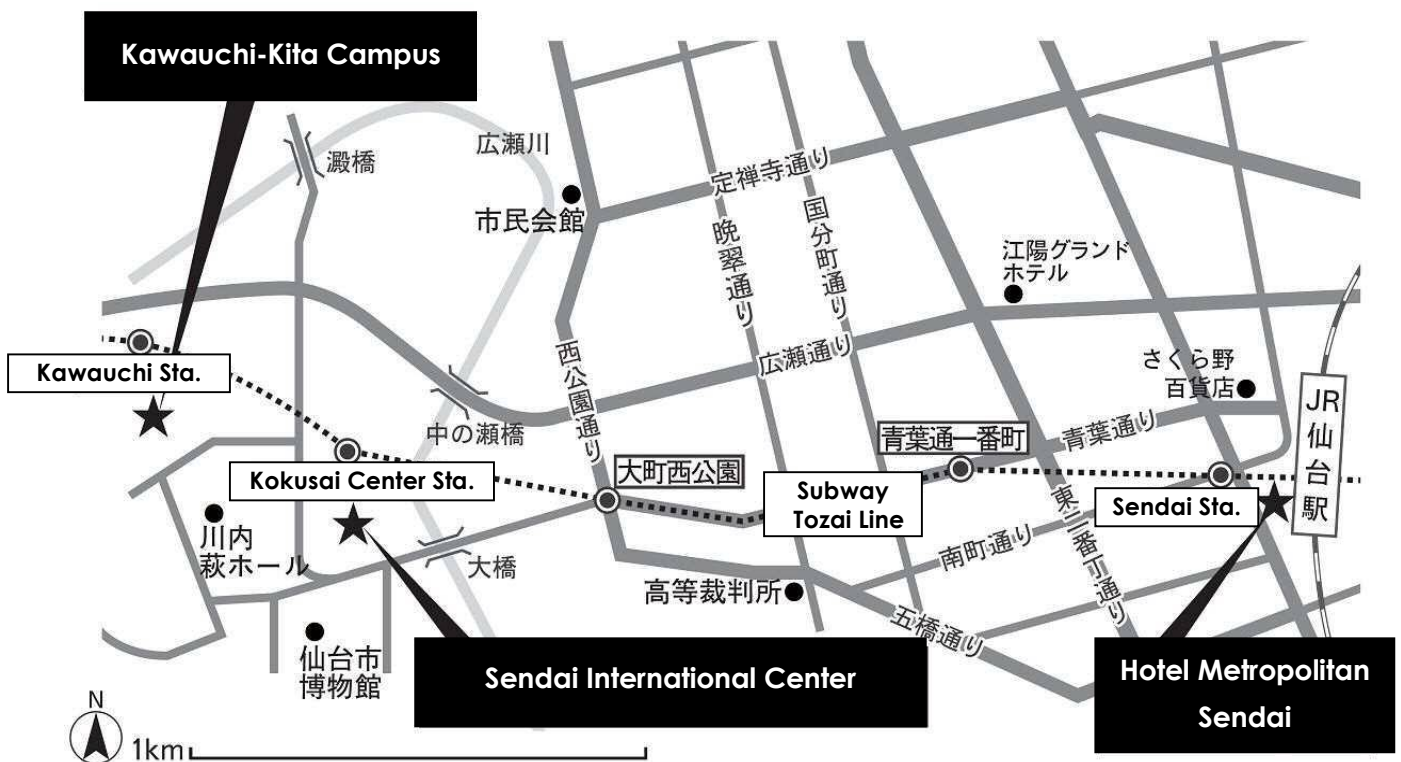 Kawauchi-Kita Campus
澱橋
広瀬川
市民会館
定禅寺通り
晩翠通り
国分町通り
江陽グランド
ホテル
Kawauchi Sta.
西公園通り
広瀬通り
さくら野
百貨店
JR仙台駅
中の瀬橋
青葉通一番町
青葉通り
Kokusai Center Sta.
大町西公園
Subway
Tozai Line
Sendai Sta.
川内
萩ホール
大橋
南町通り
東二番丁通り
高等裁判所
五橋通り
仙台市
博物館
Sendai International Center
Hotel Metropolitan
Sendai
N
1km